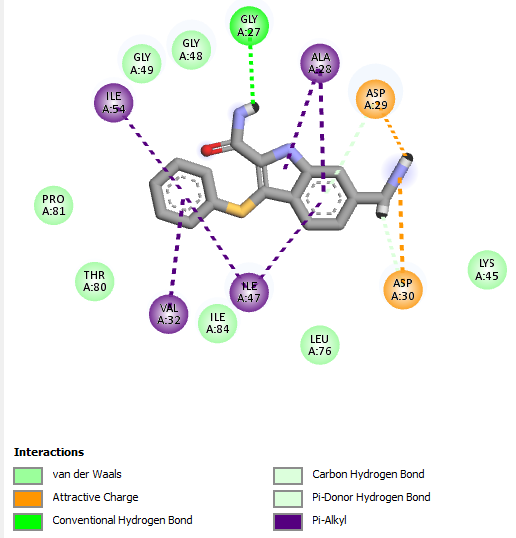 GLY
A:27
GLY
A:48
GLY
A:49
ALA
A:28
ILE
A:54
ASP
A:29
PRO
A:81
THR
A:80
VAL
A:32
ILE
A:47
ILE
A:84
LEU
A:76
ASP
A:30
LYS
A:45
Interactions
van der Waals
Attractive Charge
Conventional Hydrogen Bond
Carbon Hydrogen Bond
Pi-Donor Hydrogen Bond
Pi-Alkyl